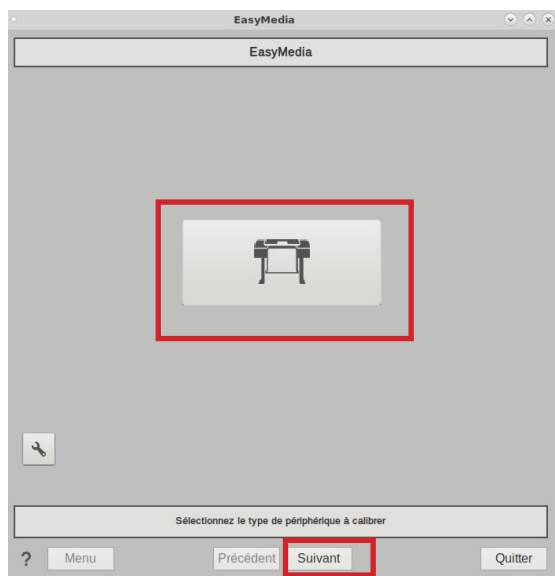 EasyMedia
EasyMedia
Sélectionnez le type de périphérique à calibrer
? Menu Précédent Suivant Quitter